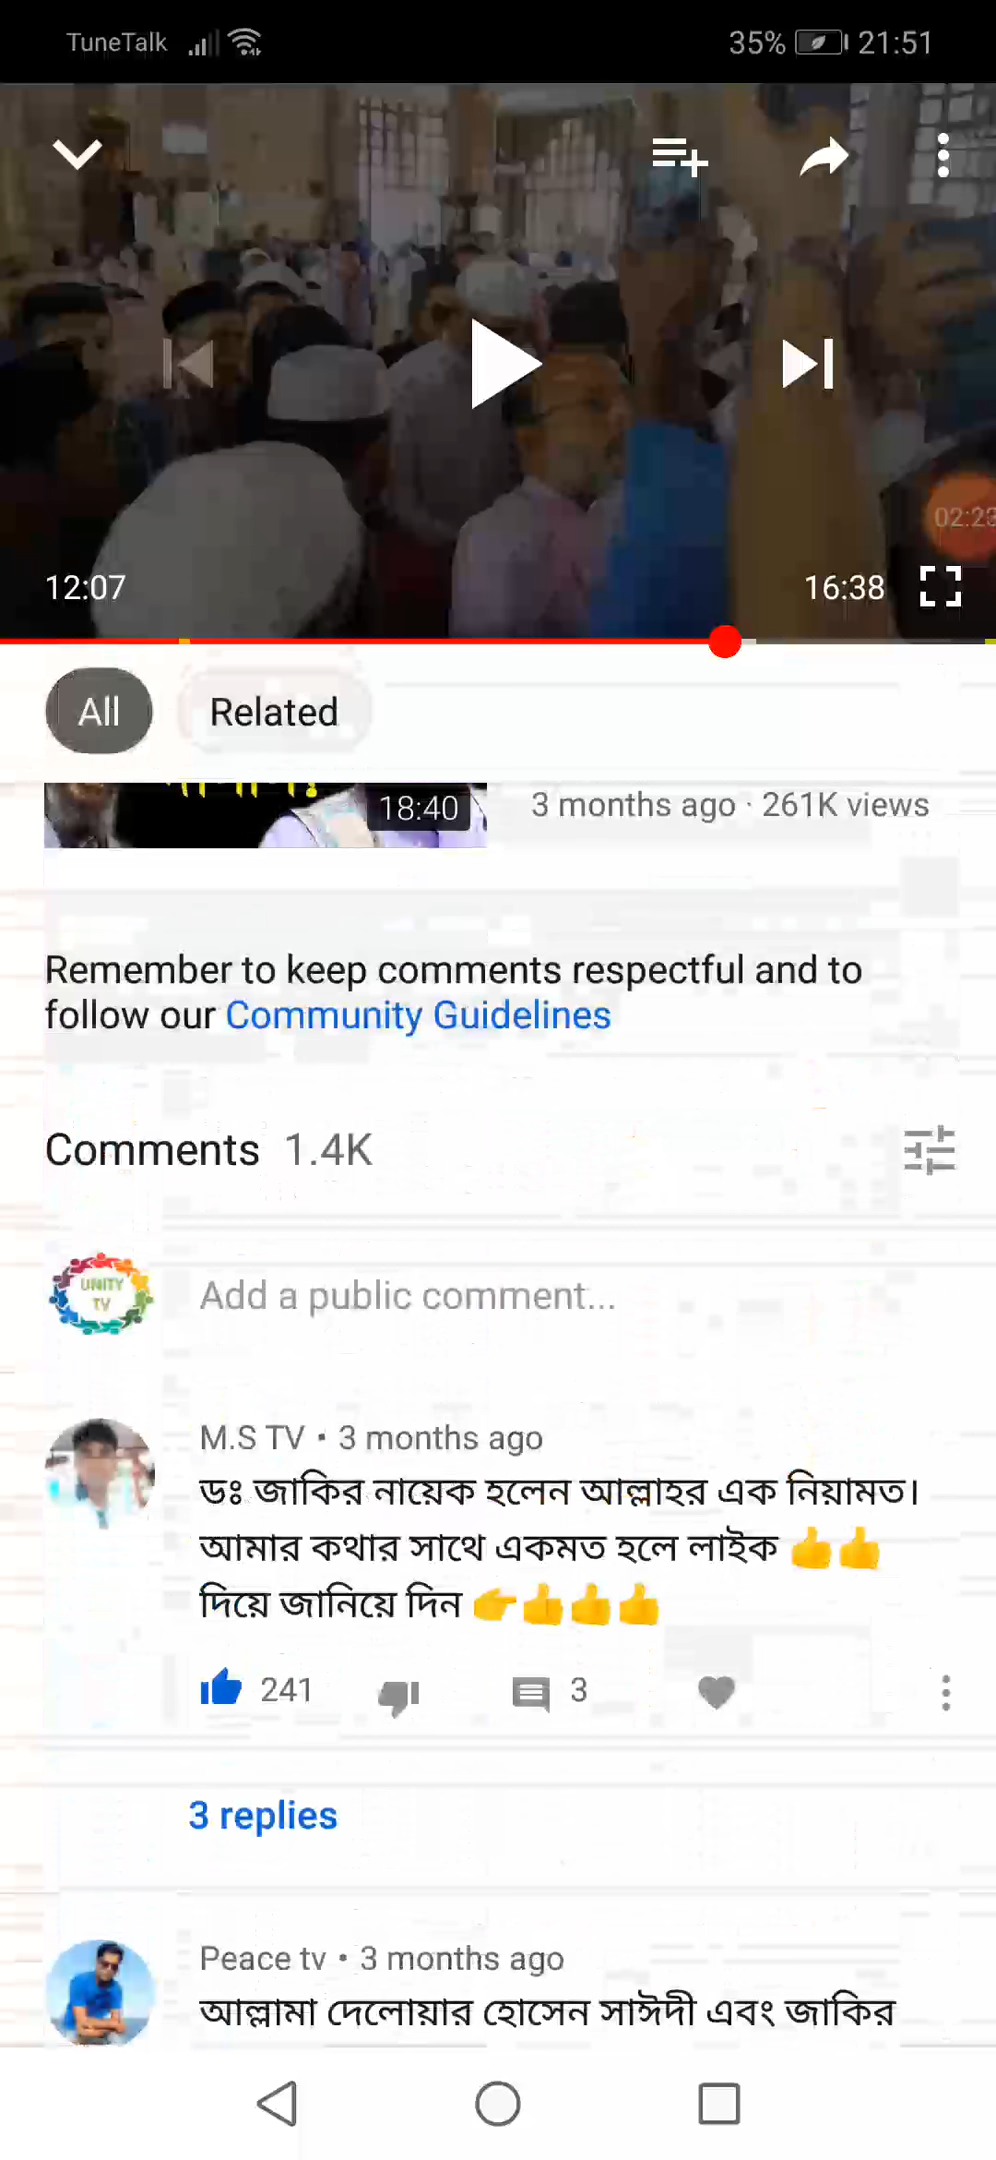 TuneTalk 35% 21:51
02:23
12:07 16:38
All Related
18:40 3 months ago · 261K views
Remember to keep comments respectful and to
follow our Community Guidelines
Comments 1.4K
UNITY
TV
Add a public comment...
M.S TV • 3 months ago
ডঃ জাকির নায়েক হলেন আল্লাহর এক নিয়ামত।
আমার কথার সাথে একমত হলে লাইক 👍👍
দিয়ে জানিয়ে দিন 👉👍👍👍
241 3
3 replies
Peace tv • 3 months ago
আল্লামা দেলোয়ার হোসেন সাঈদী এবং জাকির